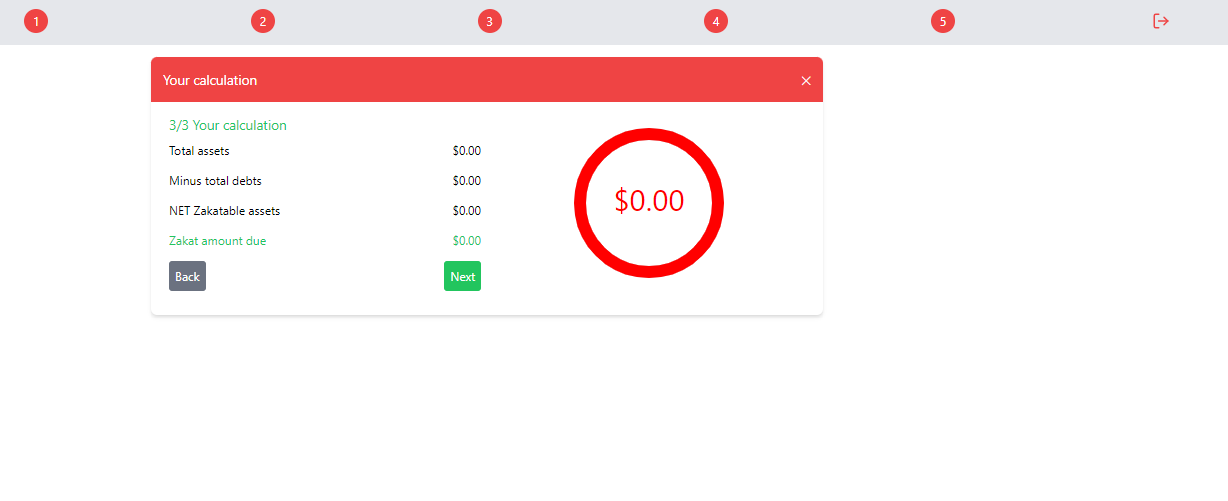 1 2 3 4 5
Your calculation
3/3 Your calculation
Total assets $0.00
Minus total debts $0.00
NET Zakatable assets $0.00
Zakat amount due $0.00
Back Next
$0.00